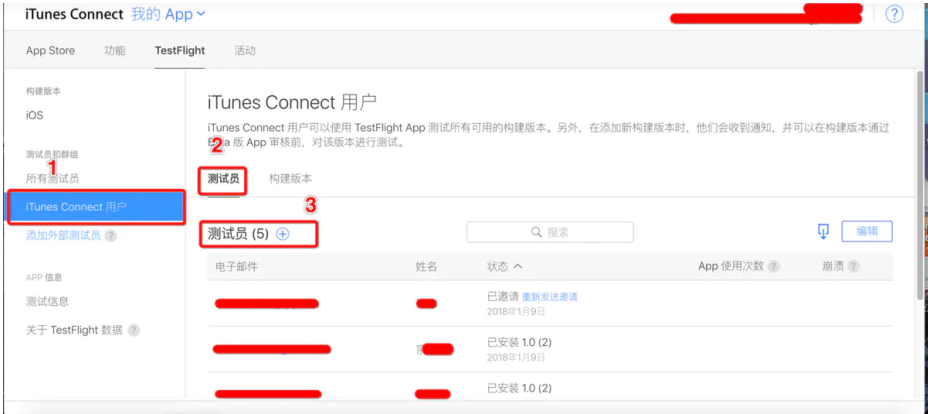 iTunes Connect 我的 App
?
App Store 功能 TestFlight 活动
构建版本
iOS
测试员和群组
1
所有测试员
iTunes Connect 用户
添加外部测试员 ?
APP 信息
测试信息
关于 TestFlight 数据 ?
iTunes Connect 用户
iTunes Connect 用户可以使用 TestFlight App 测试所有可用的构建版本。另外，在添加新构建版本时，他们会收到通知，并可以在构建版本通过
版 App 审核前，对该版本进行测试。
2
测试员 构建版本
3
测试员 (5) 搜索 编辑
电子邮件 姓名 状态 App 使用次数 ? 崩溃 ?
已邀请 重新发送邀请
2018年1月9日
已安装 1.0 (2)
2018年1月9日
已安装 1.0 (2)